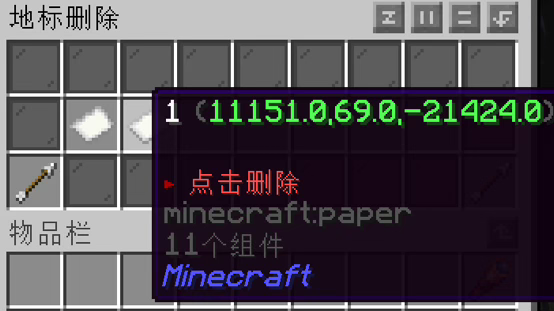 地标删除
1 (11151.0,69.0,-21424.0)
▸ 点击删除
minecraft:paper
物品栏
11个组件
Minecraft